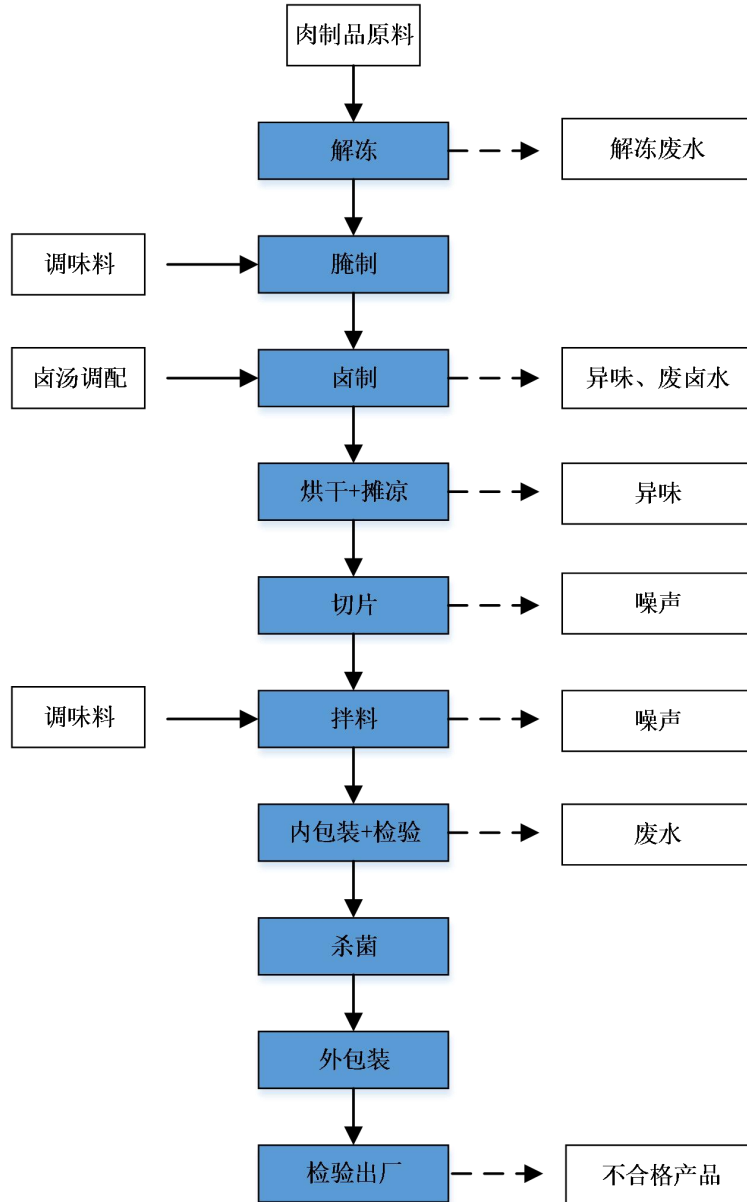 肉制品原料
解冻
解冻废水
调味料
腌制
卤汤调配
卤制
异味、废卤水
烘干+摊凉
异味
切片
噪声
调味料
拌料
噪声
内包装+检验
废水
杀菌
外包装
检验出厂
不合格产品